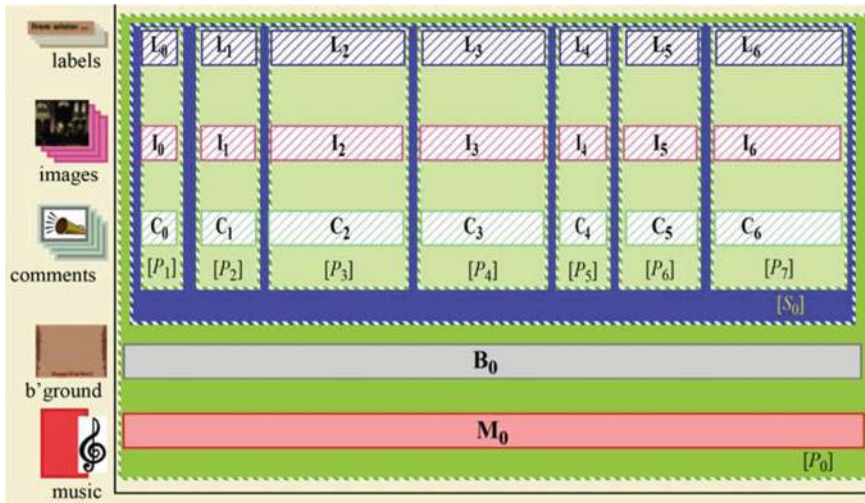 L₀ L₁ L₂ L₃ L₄ L₅ L₆
labels
I₀ I₁ I₂ I₃ I₄ I₅ I₆
images
C₀ C₁ C₂ C₃ C₄ C₅ C₆
comments
[P₁] [P₂] [P₃] [P₄] [P₅] [P₆] [P₇]
[S₀]
B₀
b’ground
M₀
[P₀]
music